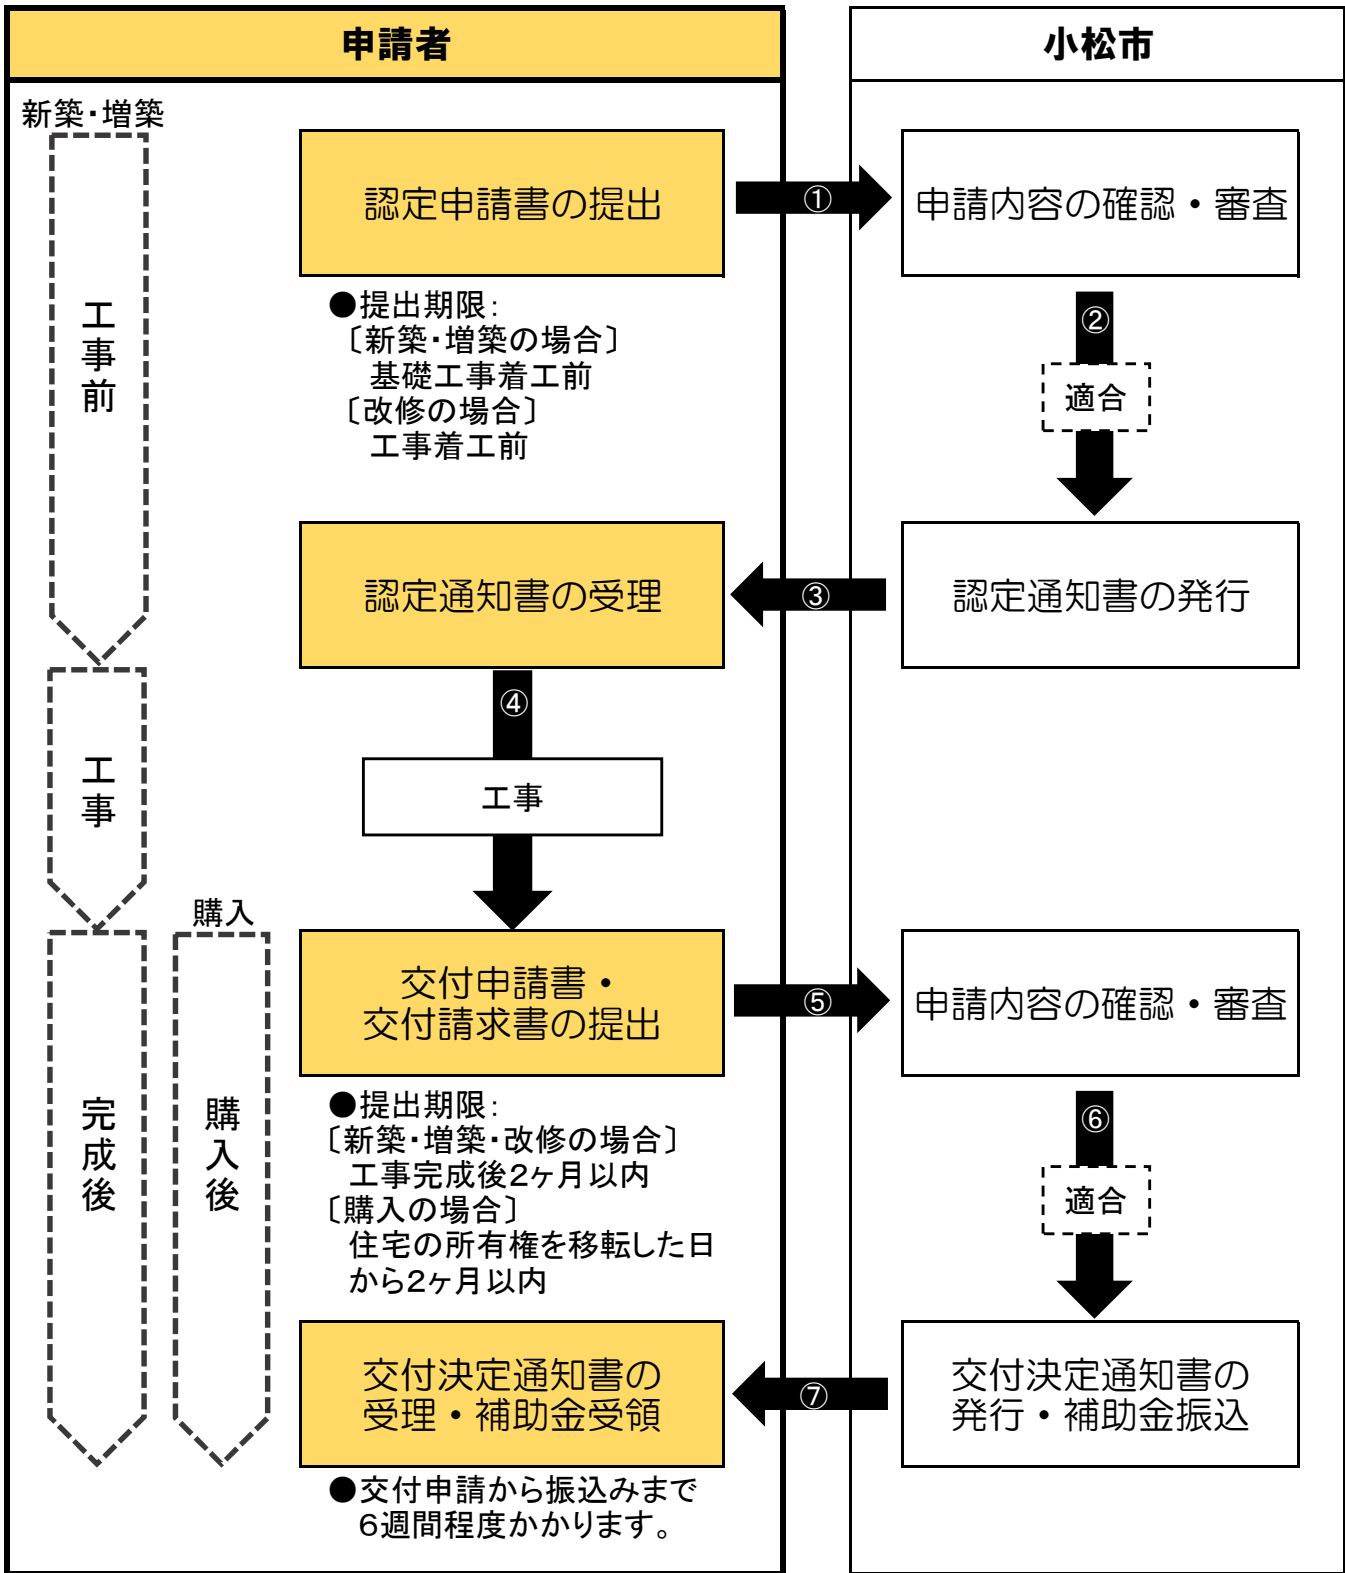 申請者
小松市
新築・増築
工事前
認定申請書の提出
①
申請内容の確認・審査
●提出期限：
〔新築・増築の場合〕
基礎工事着工前
〔改修の場合〕
工事着工前
②
適合
認定通知書の受理
③
認定通知書の発行
④
工事
工事
購入
交付申請書・
交付請求書の提出
⑤
申請内容の確認・審査
完成後
購入後
●提出期限：
〔新築・増築・改修の場合〕
工事完成後2ヶ月以内
〔購入の場合〕
住宅の所有権を移転した日
から2ヶ月以内
⑥
適合
交付決定通知書の
受理・補助金受領
⑦
交付決定通知書の
発行・補助金振込
●交付申請から振込みまで
6週間程度かかります。